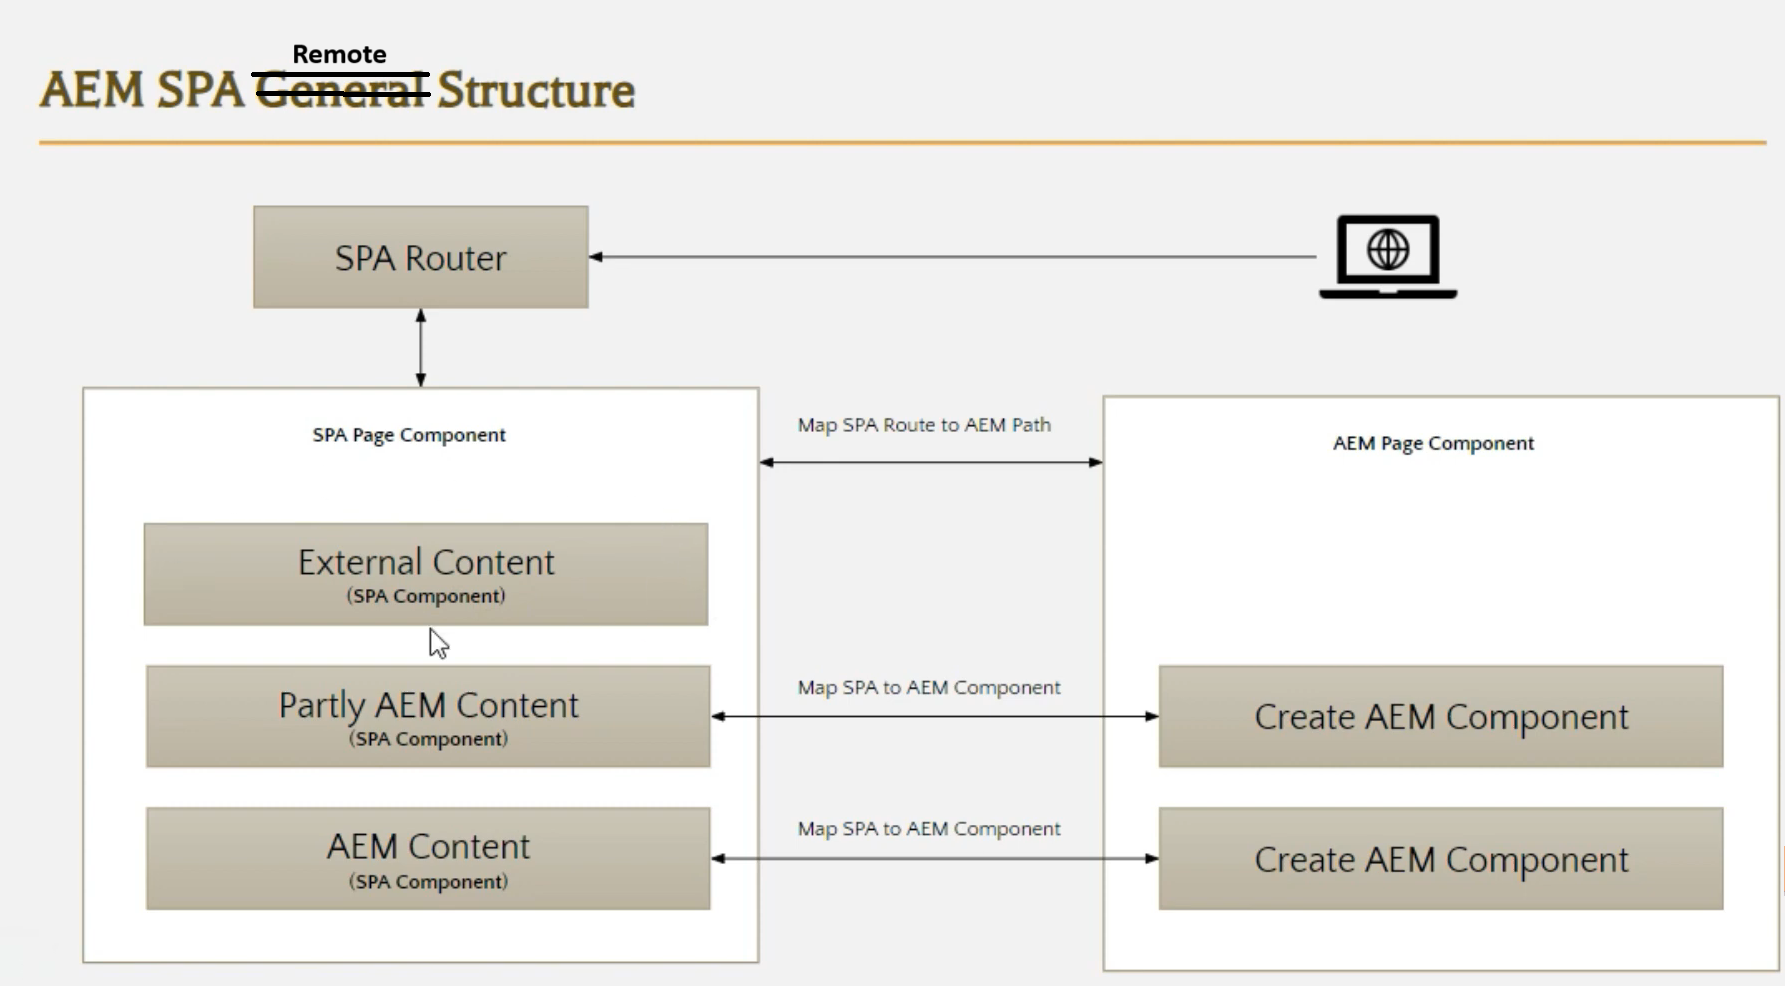 Remote
AEM SPA General Structure
SPA Router
SPA Page Component
Map SPA Route to AEM Path
AEM Page Component
External Content
(SPA Component)
Partly AEM Content
(SPA Component)
Map SPA to AEM Component
Create AEM Component
AEM Content
(SPA Component)
Map SPA to AEM Component
Create AEM Component